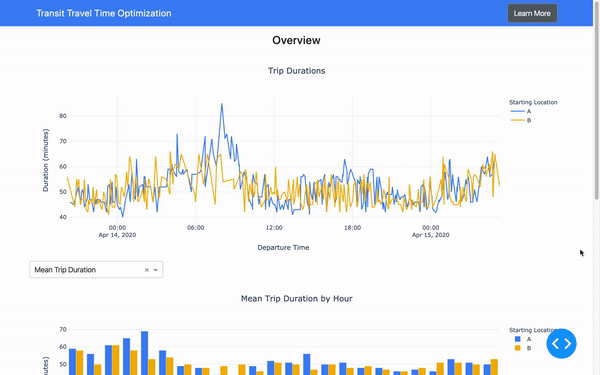 Transit Travel Time Optimization
Learn More
Overview
Trip Durations
Starting Location
A
B
Duration (minutes)
80
70
60
50
40
00:00
Apr 14, 2020
06:00
12:00
18:00
00:00
Apr 15, 2020
Departure Time
Mean Trip Duration
Mean Trip Duration by Hour
Starting Location
A
B
70
60
50